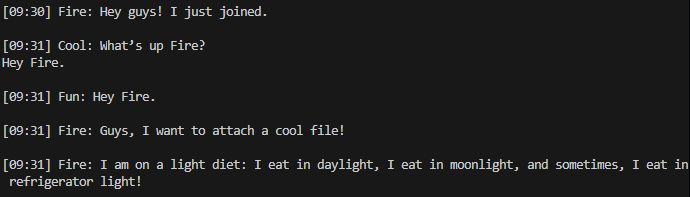 [09:30] Fire: Hey guys! I just joined.
[09:31] Cool: What’s up Fire?
Hey Fire.
[09:31] Fun: Hey Fire.
[09:31] Fire: Guys, I want to attach a cool file!
[09:31] Fire: I am on a light diet: I eat in daylight, I eat in moonlight, and sometimes, I eat in
refrigerator light!